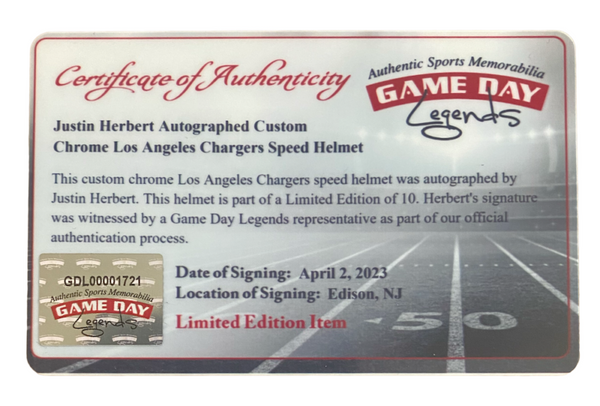 Certificate of Authenticity
Authentic Sports Memorabilia
GAME DAY
Legends
Justin Herbert Autographed Custom
Chrome Los Angeles Chargers Speed Helmet
This custom chrome Los Angeles Chargers speed helmet was autographed by
Justin Herbert. This helmet is part of a Limited Edition of 10. Herbert's signature
was witnessed by a Game Day Legends representative as part of our official
authentication process.
GDL00001721
Authentic Sports Memorabilia
GAME DAY
Legends
Date of Signing: April 2, 2023
Location of Signing: Edison, NJ
Limited Edition Item
50